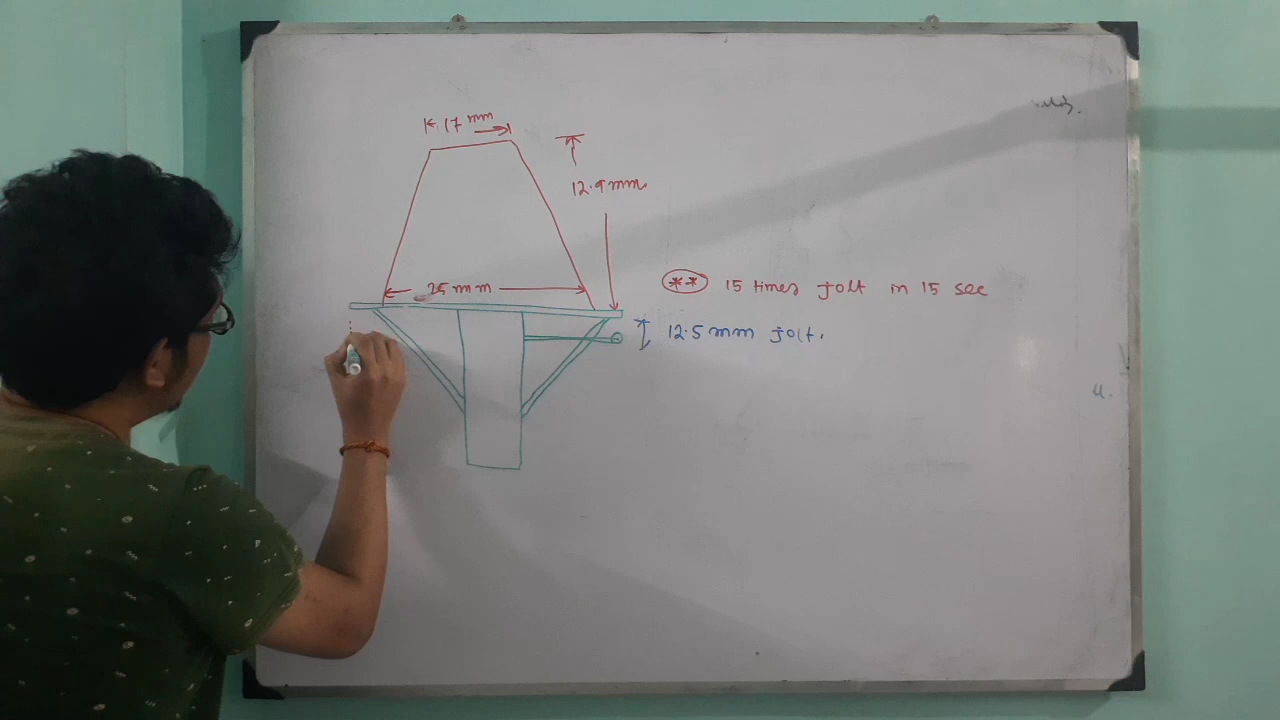 17 mm
12.9 mm
25 mm
** 15 times jolt in 15 sec
12.5 mm jolt.